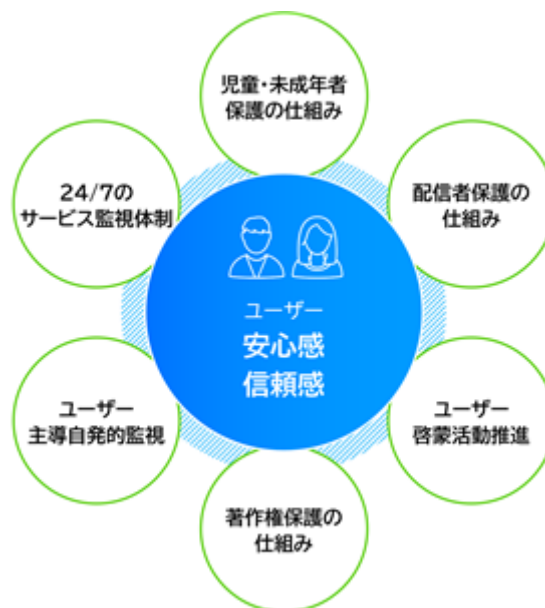 児童・未成年者
保護の仕組み
24/7の
サービス監視体制
配信者保護の
仕組み
ユーザー
安心感
信頼感
ユーザー
主導自発的監視
ユーザー
啓蒙活動推進
著作権保護の
仕組み